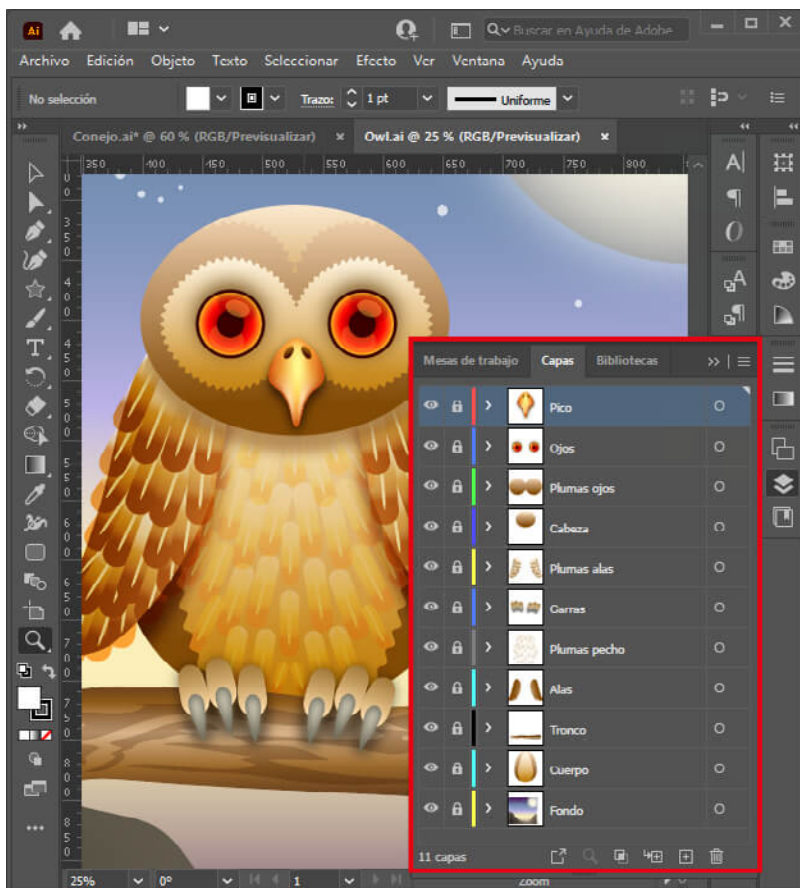 Ai
Buscar en Ayuda de Adobe
Archivo Edición Objeto Texto Seleccionar Efecto Ver Ventana Ayuda
No selección Trazo: 1 pt Uniforme
Conejo.ai* @ 60 % (RGB/Previsualizar) × Owl.ai @ 25 % (RGB/Previsualizar) ×
350 400 450 500 550 600 650 700 750 800
Mesas de trabajo Capas Bibliotecas
Pico
Ojos
Plumas ojos
Cabeza
Plumas alas
Garras
Plumas pecho
Alas
Tronco
Cuerpo
Fondo
11 capas
25% 0° 1 Zoom